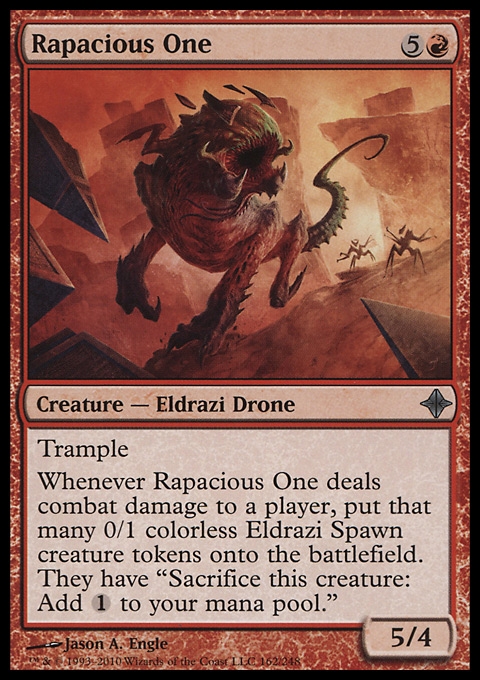 Rapacious One 5
Creature — Eldrazi Drone
Trample
Whenever Rapacious One deals
combat damage to a player, put that
many 0/1 colorless Eldrazi Spawn
creature tokens onto the battlefield.
They have “Sacrifice this creature:
Add 1 to your mana pool.”
5/4
Jason A. Engle
™ & © 1993–2010 Wizards of the Coast LLC 162/248